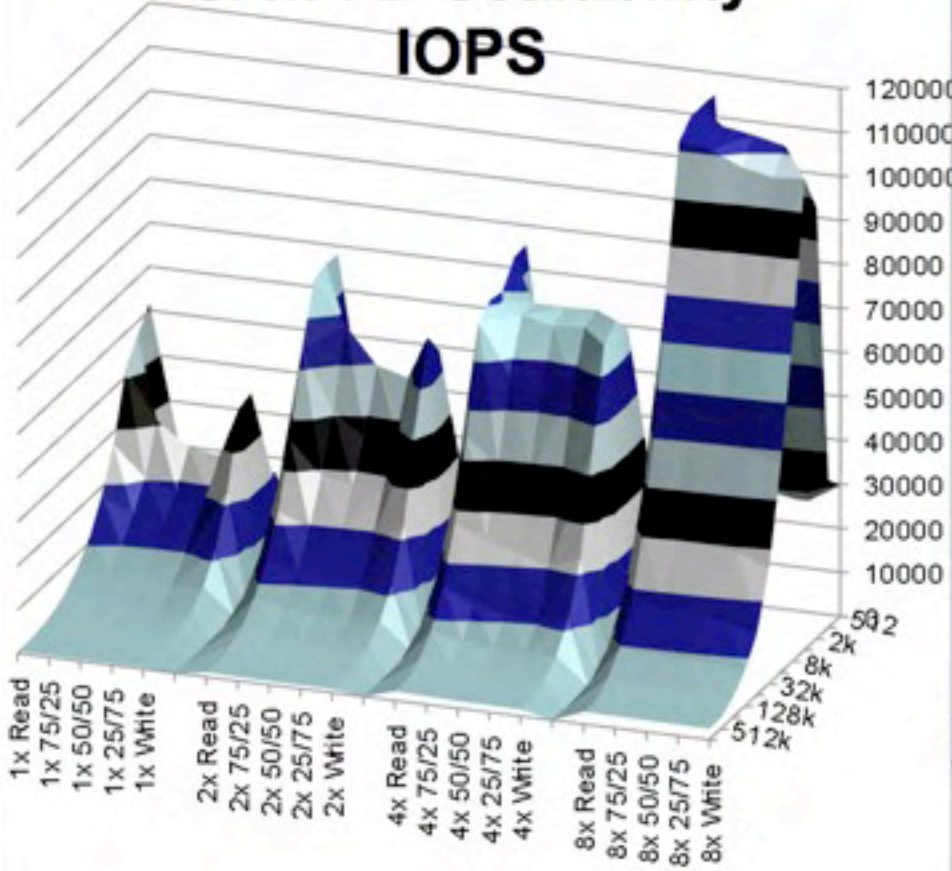 IOPS
120000
110000
100000
90000
80000
70000
60000
50000
40000
30000
20000
10000
512
2k
8k
32k
128k
512k
1x Read
1x 75/25
1x 50/50
1x 25/75
1x Write
2x Read
2x 75/25
2x 50/50
2x 25/75
2x Write
4x Read
4x 75/25
4x 50/50
4x 25/75
4x Write
8x Read
8x 75/25
8x 50/50
8x 25/75
8x Write